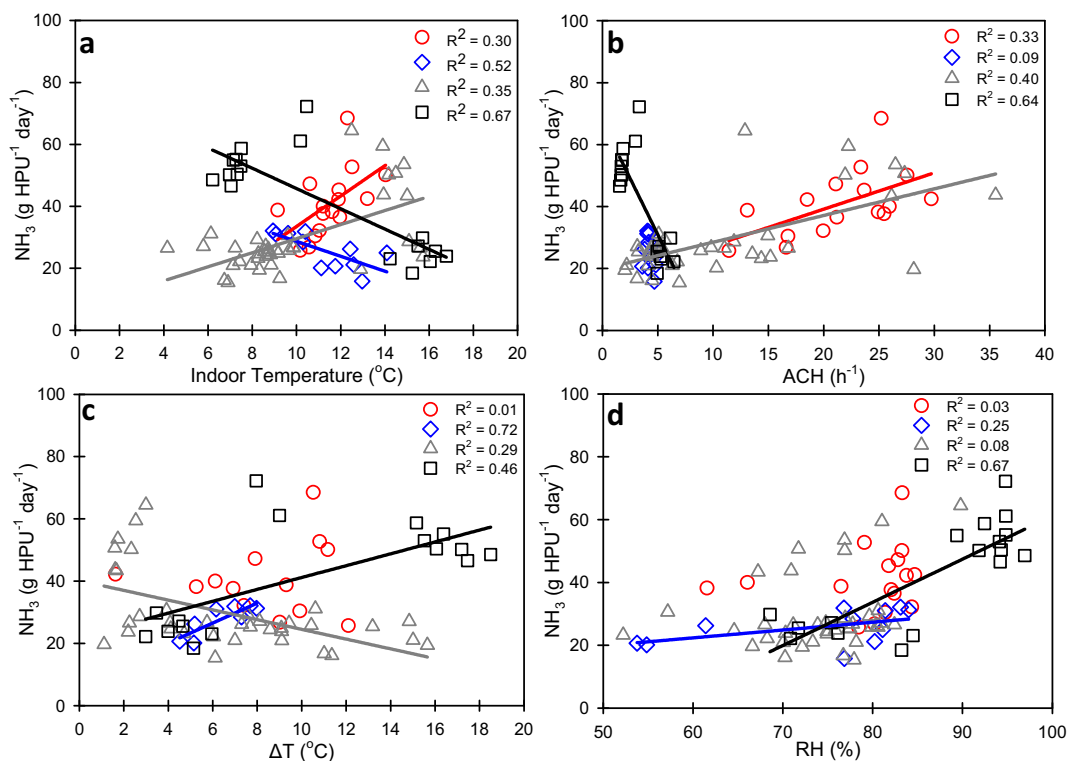 a
R² = 0.30
R² = 0.52
R² = 0.35
R² = 0.67
NH₃ (g HPU⁻¹ day⁻¹)
100
80
60
40
20
0
0 2 4 6 8 10 12 14 16 18 20
Indoor Temperature (°C)
b
R² = 0.33
R² = 0.09
R² = 0.40
R² = 0.64
NH₃ (g HPU⁻¹ day⁻¹)
100
80
60
40
20
0
0 5 10 15 20 25 30 35 40
ACH (h⁻¹)
c
R² = 0.01
R² = 0.72
R² = 0.29
R² = 0.46
NH₃ (g HPU⁻¹ day⁻¹)
100
80
60
40
20
0
0 2 4 6 8 10 12 14 16 18 20
ΔT (°C)
d
R² = 0.03
R² = 0.25
R² = 0.08
R² = 0.67
NH₃ (g HPU⁻¹ day⁻¹)
100
80
60
40
20
0
50 60 70 80 90 100
RH (%)